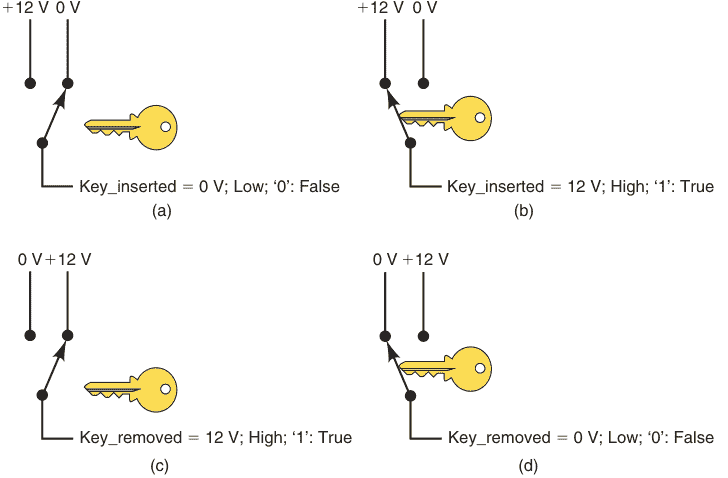 +12 V 0 V
+12 V 0 V
Key_inserted = 0 V; Low; ‘0’: False
(a)
Key_inserted = 12 V; High; ‘1’: True
(b)
0 V +12 V
0 V +12 V
Key_removed = 12 V; High; ‘1’: True
(c)
Key_removed = 0 V; Low; ‘0’: False
(d)